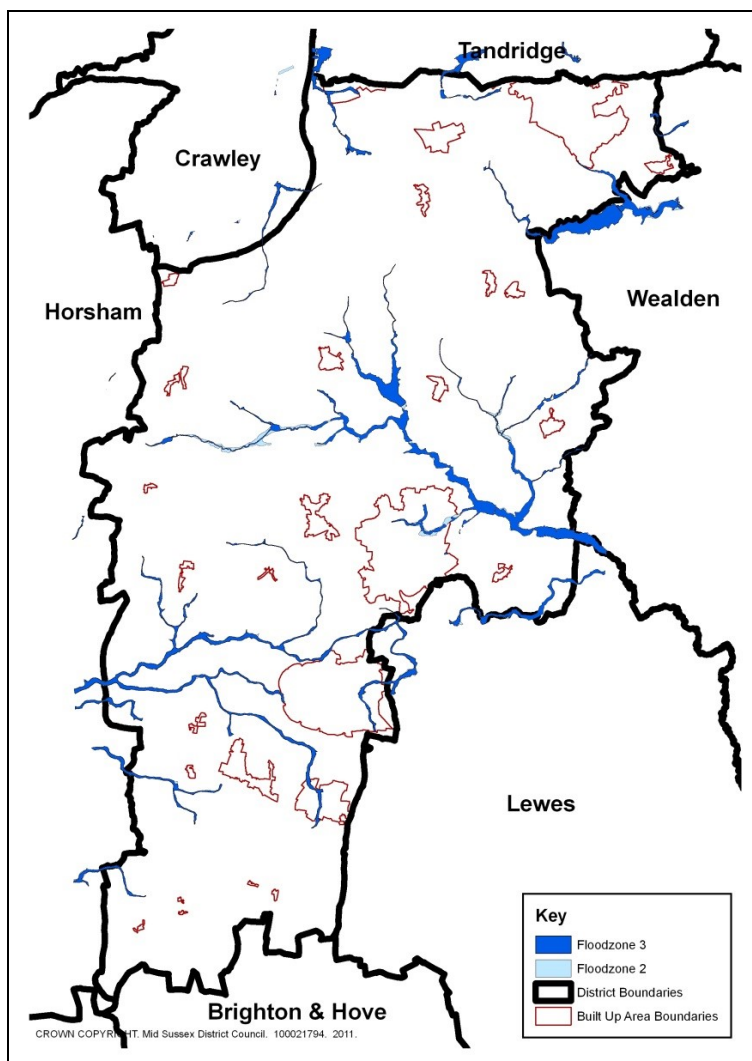 Tandridge
Crawley
Horsham
Wealden
Lewes
Key
Floodzone 3
Floodzone 2
District Boundaries
Built Up Area Boundaries
Brighton & Hove
CROWN COPYRIGHT. Mid Sussex District Council. 100021794. 2011.